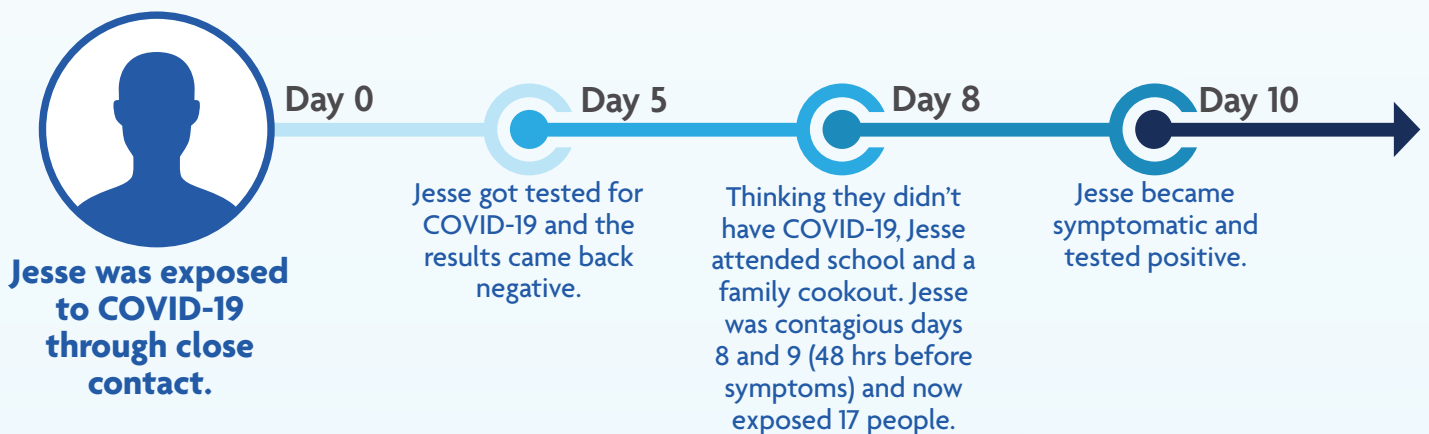 Day 0
Day 5
Day 8
Day 10
Jesse was exposed
to COVID-19
through close
contact.
Jesse got tested for
COVID-19 and the
results came back
negative.
Thinking they didn’t
have COVID-19, Jesse
attended school and a
family cookout. Jesse
was contagious days
8 and 9 (48 hrs before
symptoms) and now
exposed 17 people.
Jesse became
symptomatic and
tested positive.